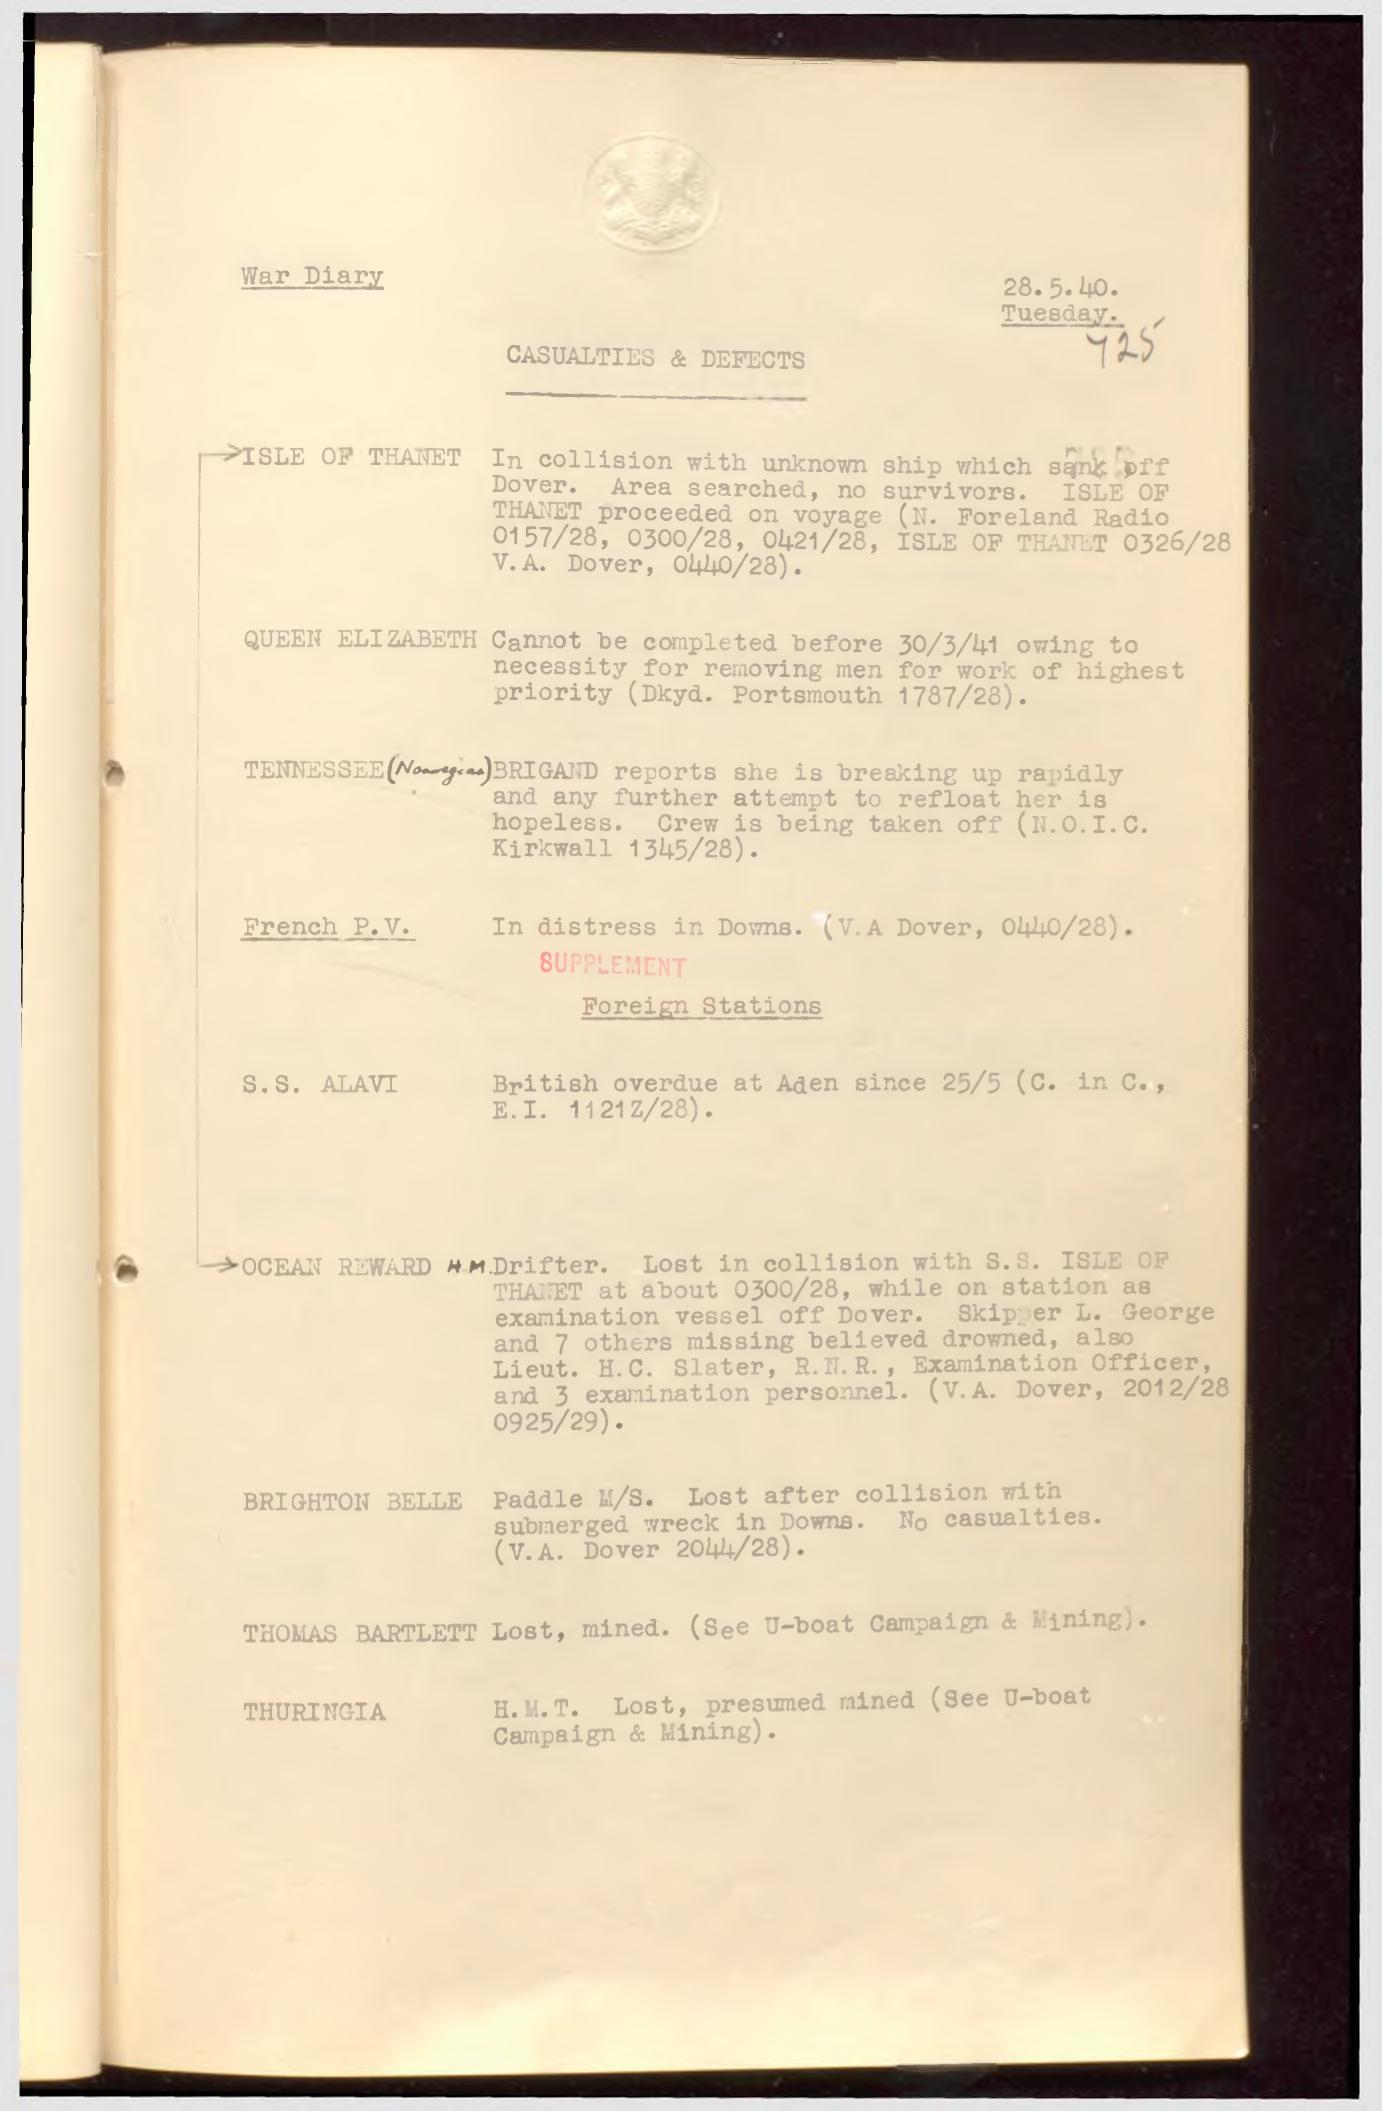 War Diary
28.5.40.
Tuesday.
725
CASUALTIES & DEFECTS
ISLE OF THANET In collision with unknown ship which sank off
Dover. Area searched, no survivors. ISLE OF
THANET proceeded on voyage (N. Foreland Radio
0157/28, 0300/28, 0421/28, ISLE OF THANET 0326/28
V.A. Dover, 0440/28).
QUEEN ELIZABETH Cannot be completed before 30/3/41 owing to
necessity for removing men for work of highest
priority (Dkyd. Portsmouth 1787/28).
TENNESSEE (Norwegian) BRIGAND reports she is breaking up rapidly
and any further attempt to refloat her is
hopeless. Crew is being taken off (N.O.I.C.
Kirkwall 1345/28).
French P.V. In distress in Downs. (V.A Dover, 0440/28).
SUPPLEMENT
Foreign Stations
S.S. ALAVI British overdue at Aden since 25/5 (C. in C.,
E.I. 1121Z/28).
OCEAN REWARD H.M. Drifter. Lost in collision with S.S. ISLE OF
THANET at about 0300/28, while on station as
examination vessel off Dover. Skipper L. George
and 7 others missing believed drowned, also
Lieut. H.C. Slater, R.N.R., Examination Officer,
and 3 examination personnel. (V.A. Dover, 2012/28
0925/29).
BRIGHTON BELLE Paddle M/S. Lost after collision with
submerged wreck in Downs. No casualties.
(V.A. Dover 2044/28).
THOMAS BARTLETT Lost, mined. (See U-boat Campaign & Mining).
THURINGIA H.M.T. Lost, presumed mined (See U-boat
Campaign & Mining).